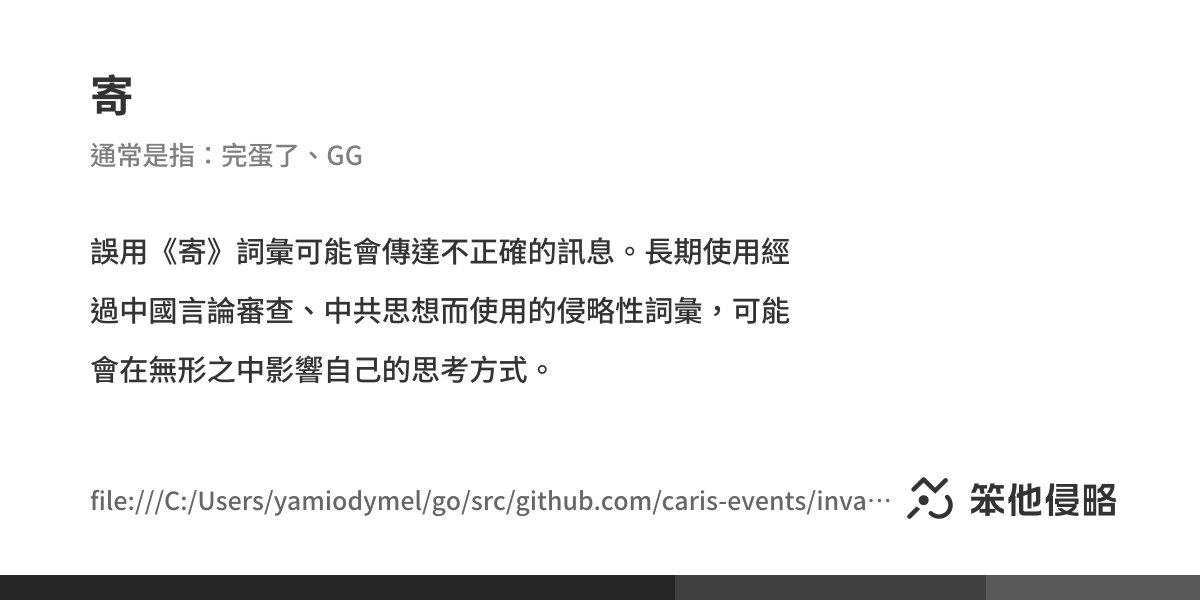 寄
通常是指：完蛋了、GG
誤用《寄》詞彙可能會傳達不正確的訊息。長期使用經
過中國言論審查、中共思想而使用的侵略性詞彙，可能
會在無形之中影響自己的思考方式。
file:///C:/Users/yamiodymel/go/src/github.com/caris-events/inva⋯
笨他侵略